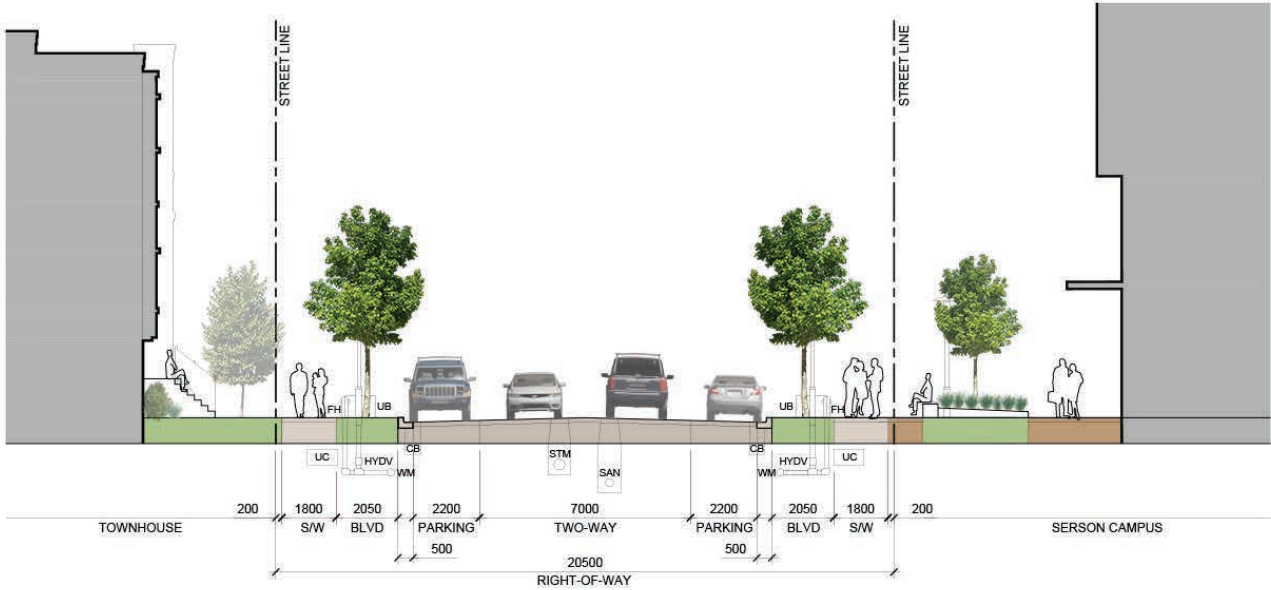 STREET LINE
STREET LINE
FH
UB
UB
FH
CB
STM
CB
UC
HYDV
WM
SAN
WM
HYDV
UC
200
1800
2050
2200
7000
2200
2050
1800
200
TOWNHOUSE
S/W
BLVD
PARKING
TWO-WAY
PARKING
BLVD
S/W
SERSON CAMPUS
500
500
20500
RIGHT-OF-WAY